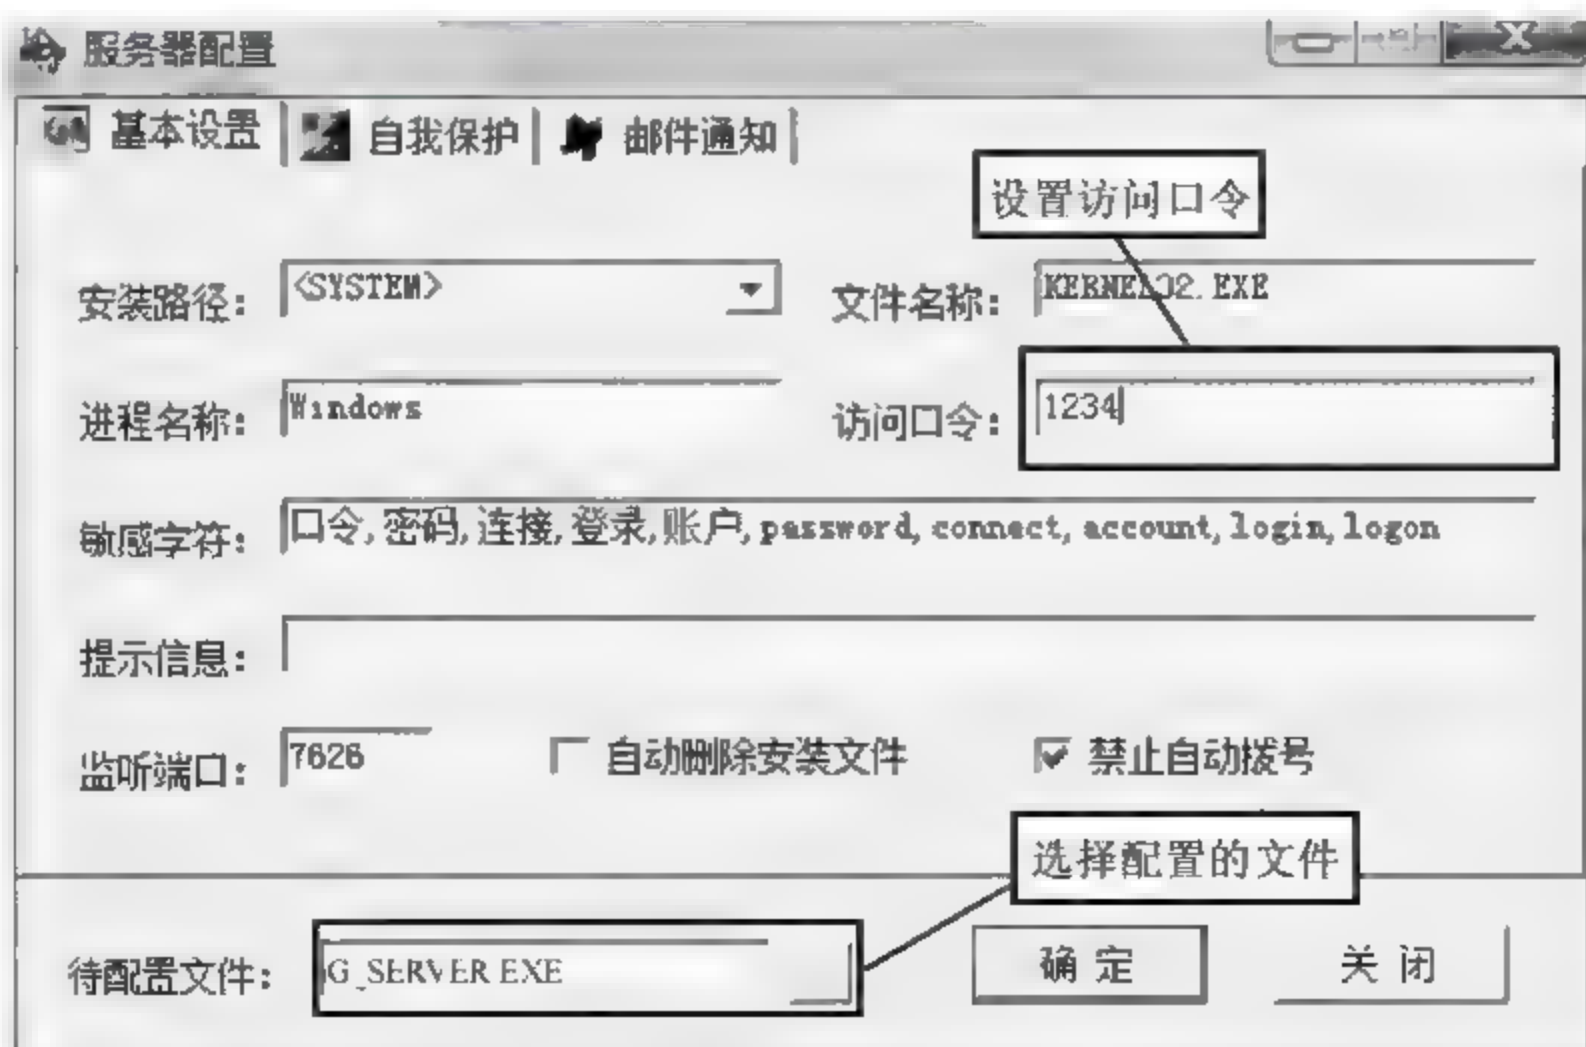 服务器配置
基本设置 自我保护 邮件通知
设置访问口令
安装路径: <SYSTEM> 文件名称: KERNEL32.EXE
进程名称: Windows 访问口令: 1234
敏感字符: 口令,密码,连接,登录,账户,password,connect,account,login,logon
提示信息:
监听端口: 7626 自动删除安装文件 禁止自动拨号
选择配置的文件
待配置文件: G_SERVER.EXE 确定 关闭